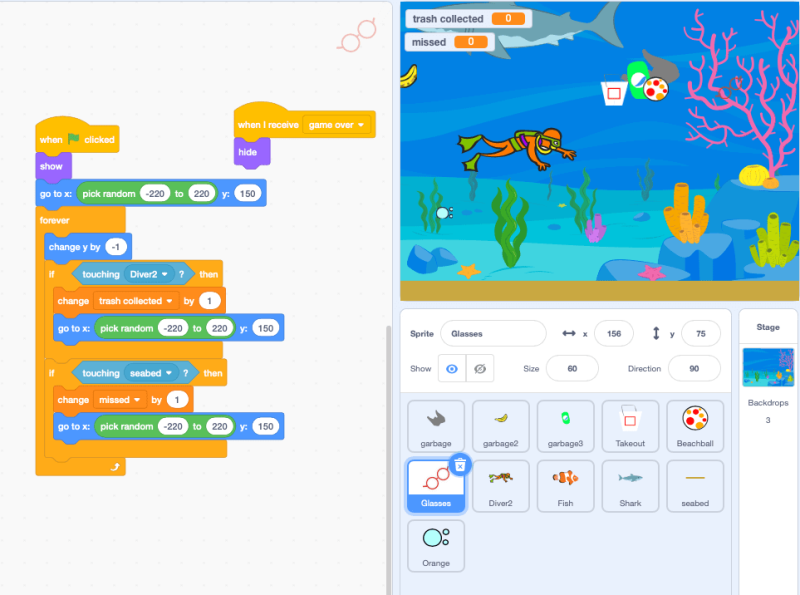 trash collected 0
missed 0
when I receive game over
hide
when clicked
show
go to x: pick random -220 to 220 y: 150
forever
change y by -1
if touching Diver2 ? then
change trash collected by 1
go to x: pick random -220 to 220 y: 150
if touching seabed ? then
change missed by 1
go to x: pick random -220 to 220 y: 150
Sprite Glasses x 156 y 75
Show Size 60 Direction 90
Stage
Backdrops
3
garbage garbage2 garbage3 Takeout Beachball
Glasses Diver2 Fish Shark seabed
Orange